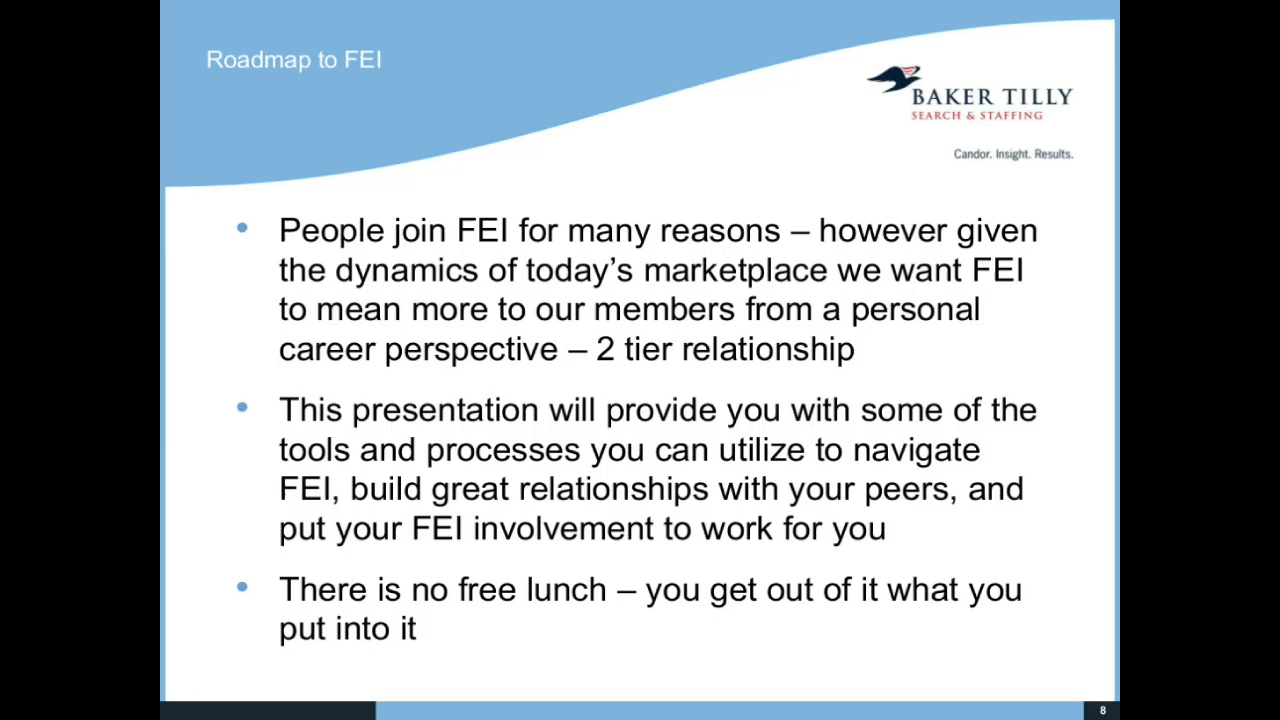 Roadmap to FEI
BAKER TILLY
SEARCH & STAFFING
Candor. Insight. Results.
• People join FEI for many reasons – however given
the dynamics of today’s marketplace we want FEI
to mean more to our members from a personal
career perspective – 2 tier relationship
• This presentation will provide you with some of the
tools and processes you can utilize to navigate
FEI, build great relationships with your peers, and
put your FEI involvement to work for you
• There is no free lunch – you get out of it what you
put into it
8